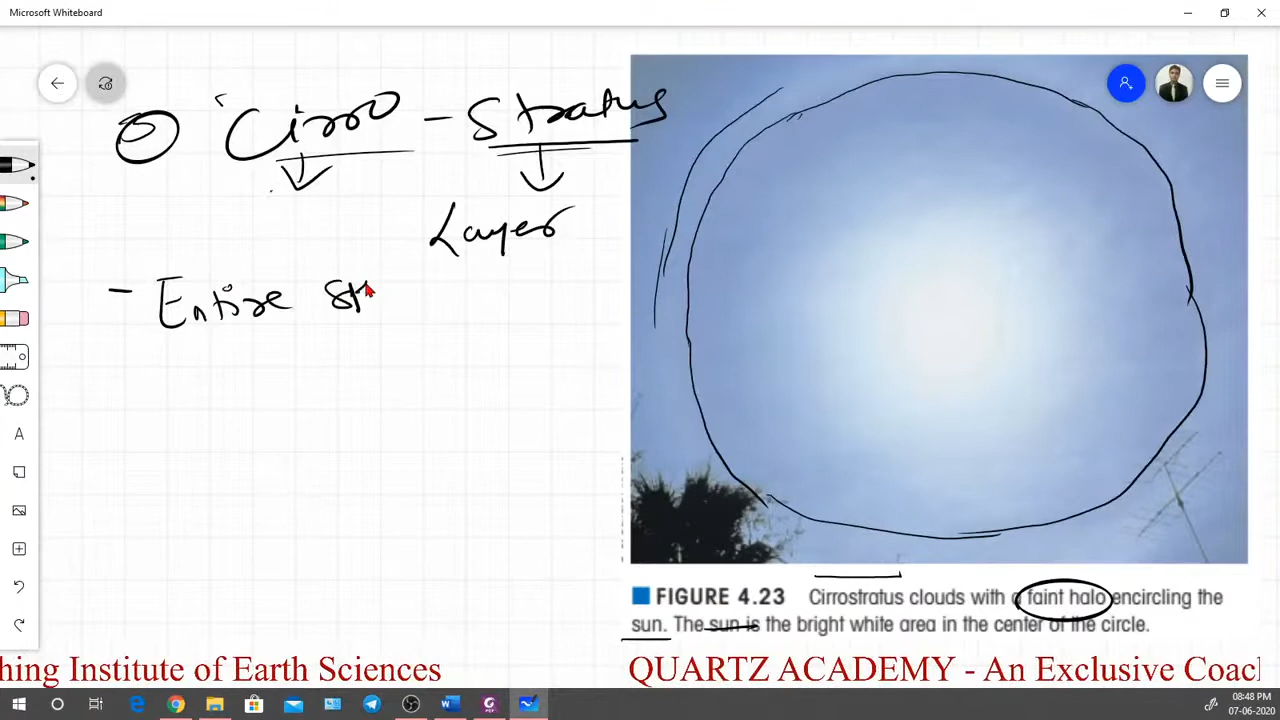 Microsoft Whiteboard
Cirro - Stratus
Layer
- Entire
FIGURE 4.23 Cirrostratus clouds with a faint halo encircling the
sun. The sun is the bright white area in the center of the circle.
hing Institute of Earth Sciences
QUARTZ ACADEMY - An Exclusive Coac
08:48 PM
07-06-2020